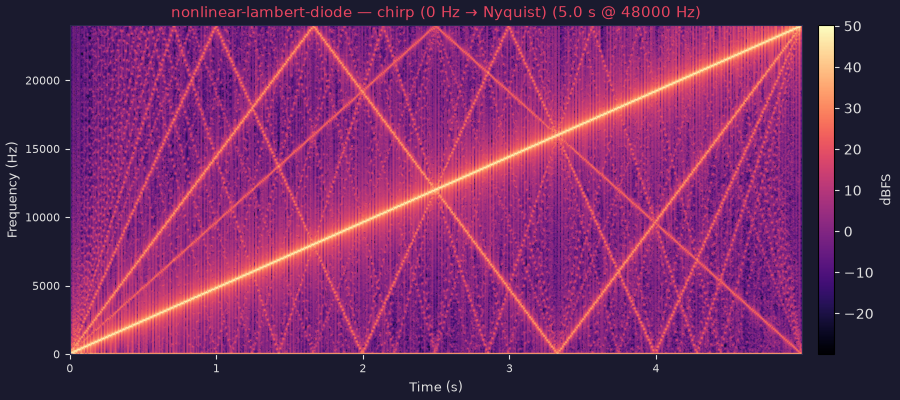 nonlinear-lambert-diode — chirp (0 Hz → Nyquist) (5.0 s @ 48000 Hz)
50
40
30
20
10
0
−10
−20
dBFS
20000
15000
10000
5000
0
Frequency (Hz)
0 1 2 3 4
Time (s)